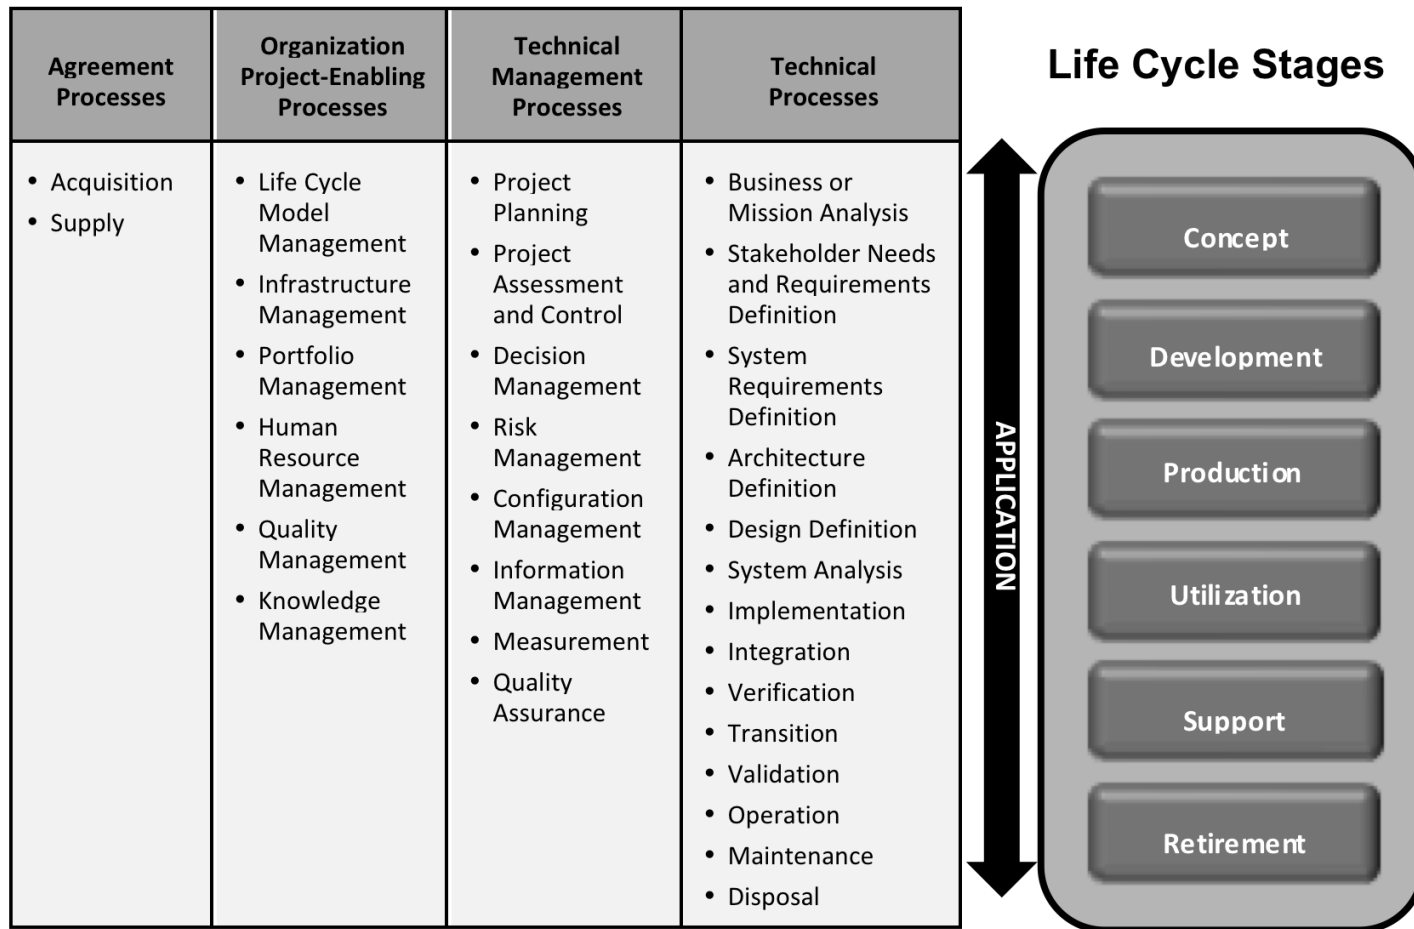 Agreement
Processes
Organization
Project-Enabling
Processes
Technical
Management
Processes
Technical
Processes
• Acquisition
• Supply
• Life Cycle
Model
Management
• Infrastructure
Management
• Portfolio
Management
• Human
Resource
Management
• Quality
Management
• Knowledge
Management
• Project
Planning
• Project
Assessment
and Control
• Decision
Management
• Risk
Management
• Configuration
Management
• Information
Management
• Measurement
• Quality
Assurance
• Business or
Mission Analysis
• Stakeholder Needs
and Requirements
Definition
• System
Requirements
Definition
• Architecture
Definition
• Design Definition
• System Analysis
• Implementation
• Integration
• Verification
• Transition
• Validation
• Operation
• Maintenance
• Disposal
APPLICATION
Life Cycle Stages
Concept
Development
Production
Utilization
Support
Retirement